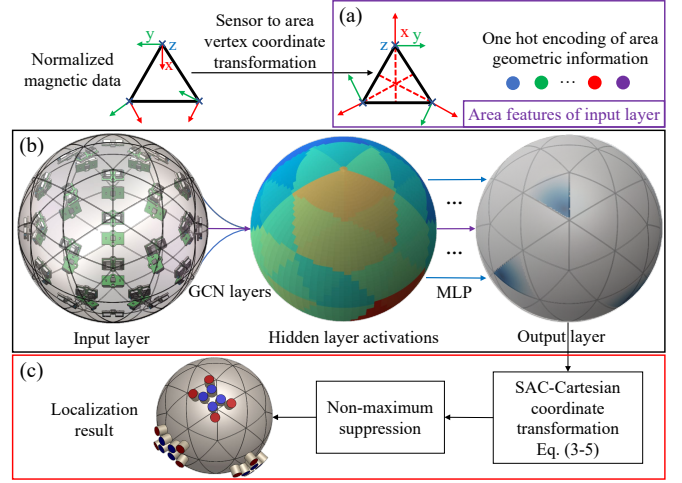 Normalized
magnetic data
y
z
x
Sensor to area
vertex coordinate
transformation
(a)
x
z
y
One hot encoding of area
geometric information
...
Area features of input layer
(b)
GCN layers
...
...
MLP
Input layer
Hidden layer activations
Output layer
(c)
Localization
result
Non-maximum
suppression
SAC-Cartesian
coordinate
transformation
Eq. (3-5)